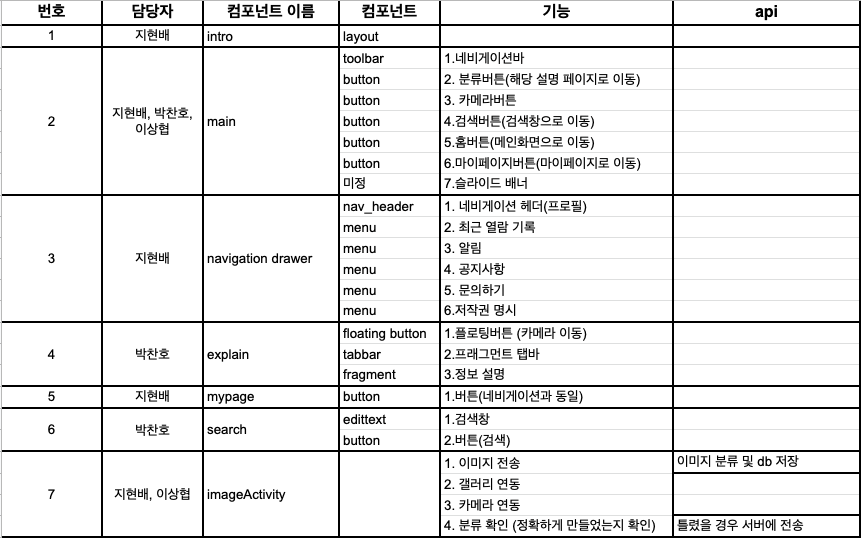 번호 담당자 컴포넌트 이름 컴포넌트 기능 api
1 지현배 intro layout
toolbar 1.네비게이션바
button 2. 분류버튼(해당 설명 페이지로 이동)
button 3. 카메라버튼
2 지현배, 박찬호, 이상협 main button 4.검색버튼(검색창으로 이동)
button 5.홈버튼(메인화면으로 이동)
button 6.마이페이지버튼(마이페이지로 이동)
미정 7.슬라이드 배너
nav_header 1. 네비게이션 헤더(프로필)
menu 2. 최근 열람 기록
3 지현배 navigation drawer menu 3. 알림
menu 4. 공지사항
menu 5. 문의하기
menu 6.저작권 명시
floating button 1.플로팅버튼 (카메라 이동)
4 박찬호 explain tabbar 2.프래그먼트 탭바
fragment 3.정보 설명
5 지현배 mypage button 1.버튼(네비게이션과 동일)
6 박찬호 search edittext 1.검색창
button 2.버튼(검색)
1. 이미지 전송 이미지 분류 및 db 저장
2. 갤러리 연동
7 지현배, 이상협 imageActivity 3. 카메라 연동
4. 분류 확인 (정확하게 만들었는지 확인) 틀렸을 경우 서버에 전송